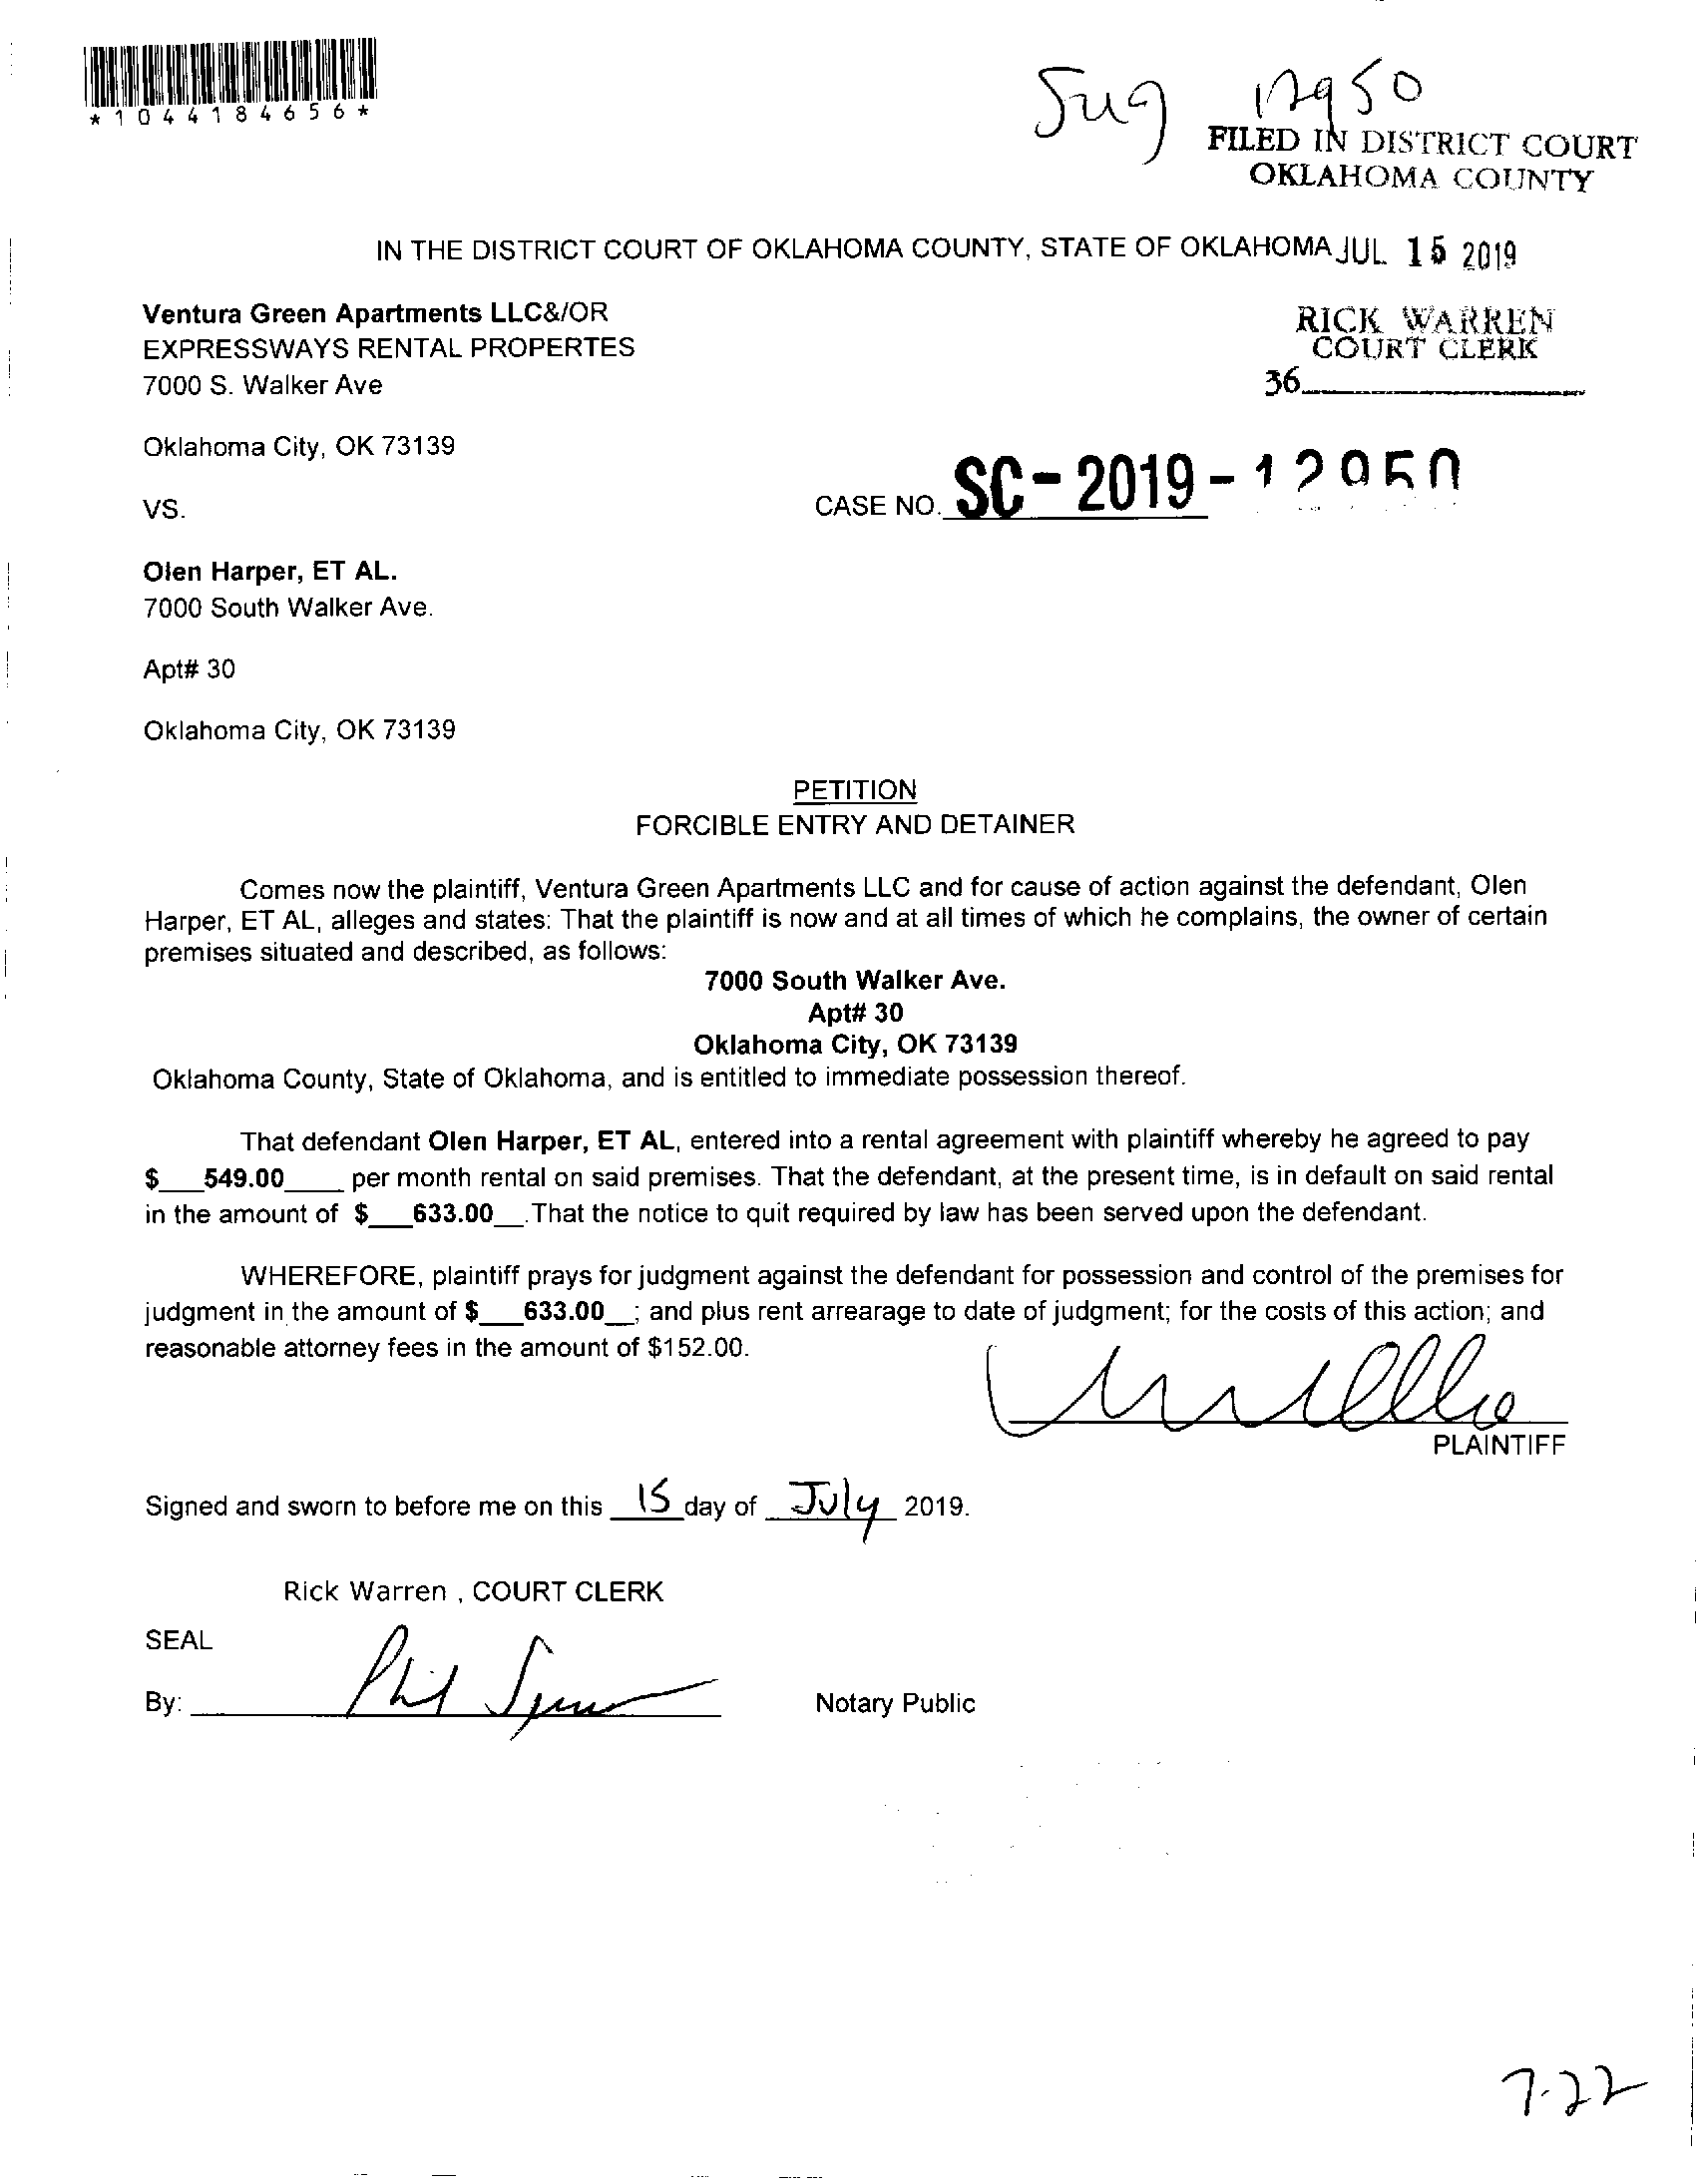 *1044184656*
Sug 12950
FILED IN DISTRICT COURT
OKLAHOMA COUNTY
IN THE DISTRICT COURT OF OKLAHOMA COUNTY, STATE OF OKLAHOMA JUL 15 2019
Ventura Green Apartments LLC&/OR
EXPRESSWAYS RENTAL PROPERTES
7000 S. Walker Ave
RICK WARREN
COURT CLERK
36
Oklahoma City, OK 73139
VS.
CASE NO. SC-2019-12950
Olen Harper, ET AL.
7000 South Walker Ave.
Apt# 30
Oklahoma City, OK 73139
PETITION
FORCIBLE ENTRY AND DETAINER
Comes now the plaintiff, Ventura Green Apartments LLC and for cause of action against the defendant, Olen
Harper, ET AL, alleges and states: That the plaintiff is now and at all times of which he complains, the owner of certain
premises situated and described, as follows:
7000 South Walker Ave.
Apt# 30
Oklahoma City, OK 73139
Oklahoma County, State of Oklahoma, and is entitled to immediate possession thereof.
That defendant Olen Harper, ET AL, entered into a rental agreement with plaintiff whereby he agreed to pay
$___549.00____ per month rental on said premises. That the defendant, at the present time, is in default on said rental
in the amount of $___633.00__.That the notice to quit required by law has been served upon the defendant.
WHEREFORE, plaintiff prays for judgment against the defendant for possession and control of the premises for
judgment in the amount of $___633.00__; and plus rent arrearage to date of judgment; for the costs of this action; and
reasonable attorney fees in the amount of $152.00.
PLAINTIFF
Signed and sworn to before me on this 15 day of July 2019.
Rick Warren , COURT CLERK
SEAL
By: Phil
Notary Public
7-22